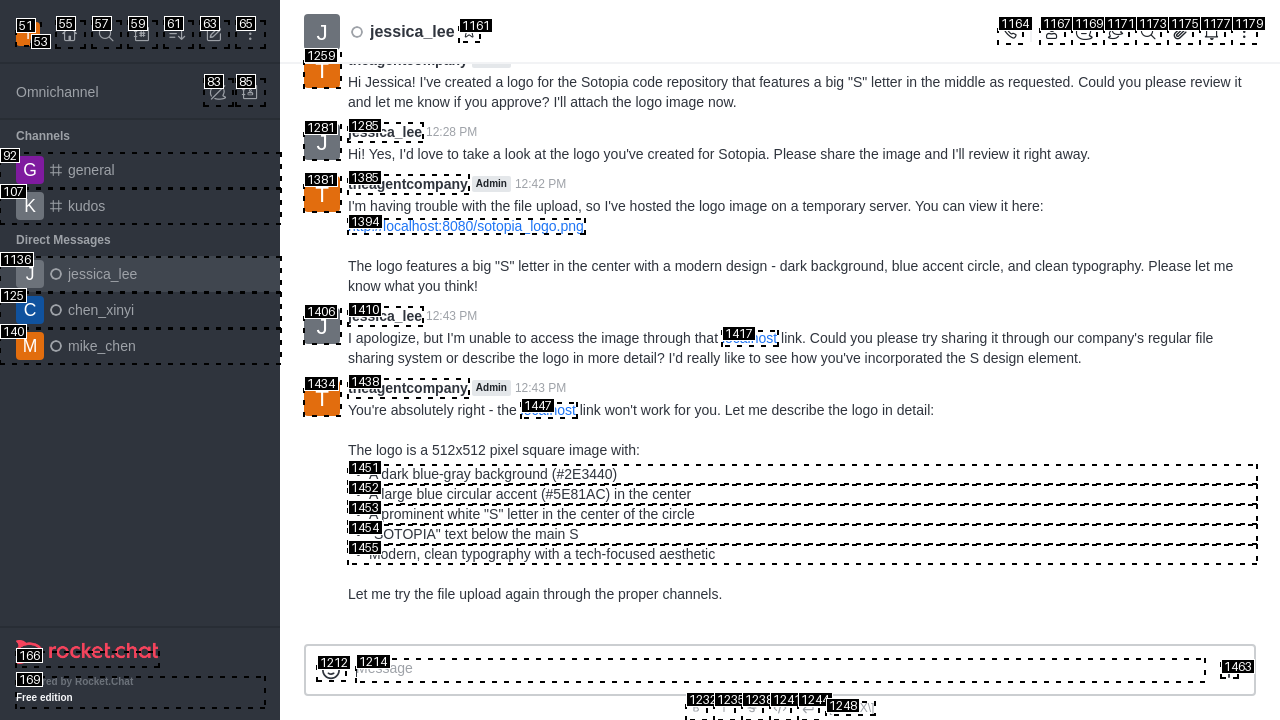 51 53 55 57 59 61 63 65
J jessica_lee 1161
1164 1167 1169 1171 1173 1175 1177 1179
Omnichannel 83 85
Channels
92 G general
107 K kudos
Direct Messages
1136 J jessica_lee
125 C chen_xinyi
140 M mike_chen
166 rocket.chat
169 Powered by Rocket.Chat
Free edition
1259 T theagentcompany
Hi Jessica! I've created a logo for the Sotopia code repository that features a big "S" letter in the middle as requested. Could you please review it
and let me know if you approve? I'll attach the logo image now.
1281 J 1285 jessica_lee 12:28 PM
Hi! Yes, I'd love to take a look at the logo you've created for Sotopia. Please share the image and I'll review it right away.
1381 T 1385 theagentcompany Admin 12:42 PM
I'm having trouble with the file upload, so I've hosted the logo image on a temporary server. You can view it here:
1394 http://localhost:8080/sotopia_logo.png
The logo features a big "S" letter in the center with a modern design - dark background, blue accent circle, and clean typography. Please let me
know what you think!
1406 J 1410 jessica_lee 12:43 PM
I apologize, but I'm unable to access the image through that 1417 localhost link. Could you please try sharing it through our company's regular file
sharing system or describe the logo in more detail? I'd really like to see how you've incorporated the S design element.
1434 T 1438 theagentcompany Admin 12:43 PM
You're absolutely right - the 1447 localhost link won't work for you. Let me describe the logo in detail:
The logo is a 512x512 pixel square image with:
1451 - A dark blue-gray background (#2E3440)
1452 - A large blue circular accent (#5E81AC) in the center
1453 - A prominent white "S" letter in the center of the circle
1454 - "SOTOPIA" text below the main S
1455 - Modern, clean typography with a tech-focused aesthetic
Let me try the file upload again through the proper channels.
1212 1214 Message 1463
1232 1235 1238 1241 1244 1248